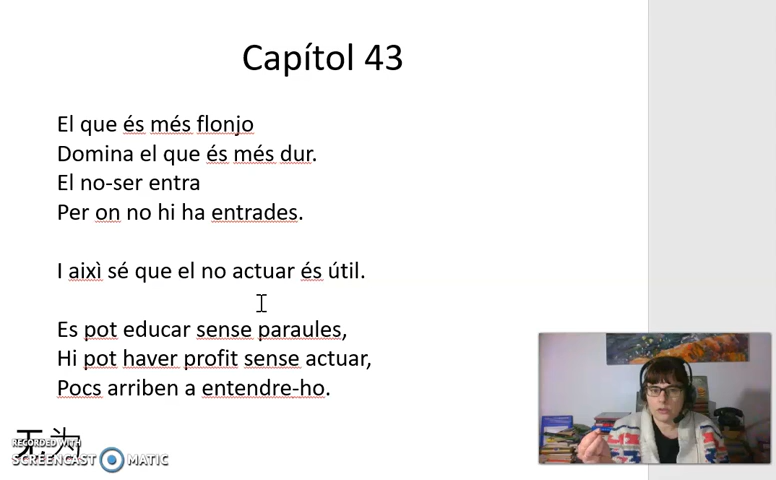 Capítol 43
El que és més flonjo
Domina el que és més dur.
El no-ser entra
Per on no hi ha entrades.
I així sé que el no actuar és útil.
Es pot educar sense paraules,
Hi pot haver profit sense actuar,
Pocs arriben a entendre-ho.
无为
RECORDED WITH
SCREENCAST MATIC